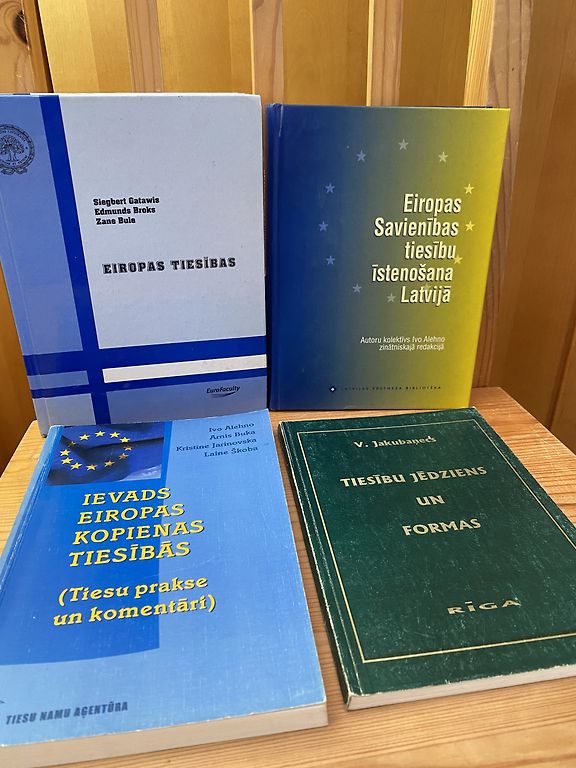 Siegbert Gatawis
Edmunds Breks
Zane Bule
EIROPAS TIESĪBAS
EuroFaculty
Eiropas
Savienības
tiesību
īstenošana
Latvijā
Autoru kolektīvs Ivo Alehno
zinātniskajā redakcijā
LATVIJAS VĒSTNEŠA BIBLIOTĒKA
Ivo Alehno
Arnis Buka
Kristīne Jarinovska
Laine Škoba
IEVADS
EIROPAS
KOPIENAS
TIESĪBĀS
(Tiesu prakse
un komentāri)
TIESU NAMU AĢENTŪRA
V. Jakubaņecs
TIESĪBU JĒDZIENS
UN
FORMAS
RĪGA